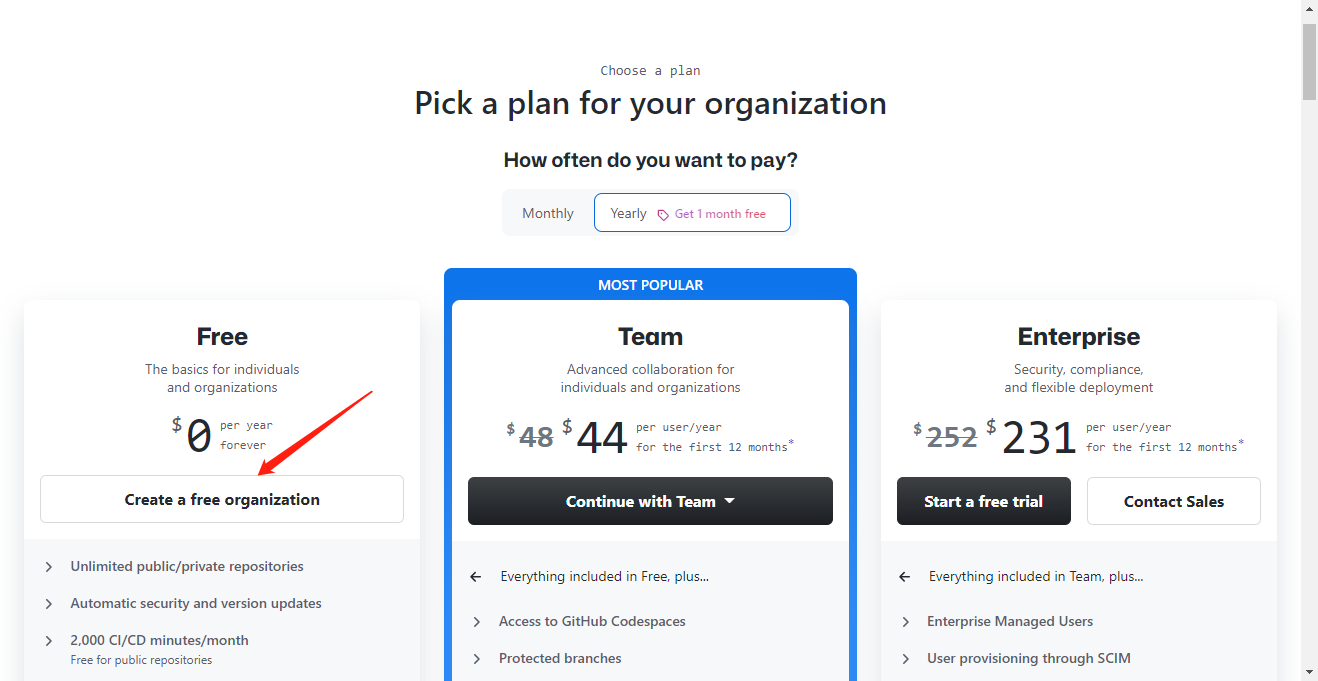 Choose a plan
Pick a plan for your organization
How often do you want to pay?
Monthly
Yearly Get 1 month free
Free
The basics for individuals
and organizations
$0 per year
forever
Create a free organization
Unlimited public/private repositories
Automatic security and version updates
2,000 CI/CD minutes/month
Free for public repositories
MOST POPULAR
Team
Advanced collaboration for
individuals and organizations
$48 $44 per user/year
for the first 12 months*
Continue with Team
Everything included in Free, plus...
Access to GitHub Codespaces
Protected branches
Enterprise
Security, compliance,
and flexible deployment
$252 $231 per user/year
for the first 12 months*
Start a free trial
Contact Sales
Everything included in Team, plus...
Enterprise Managed Users
User provisioning through SCIM